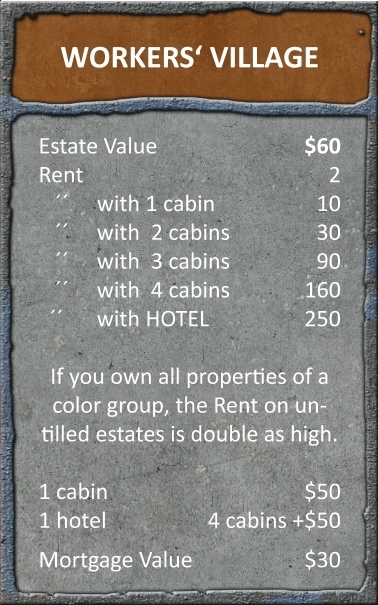 WORKERS‘ VILLAGE
Estate Value $60
Rent 2
´´ with 1 cabin 10
´´ with 2 cabins 30
´´ with 3 cabins 90
´´ with 4 cabins 160
´´ with HOTEL 250
If you own all properties of a
color group, the Rent on un-
tilled estates is double as high.
1 cabin $50
1 hotel 4 cabins +$50
Mortgage Value $30